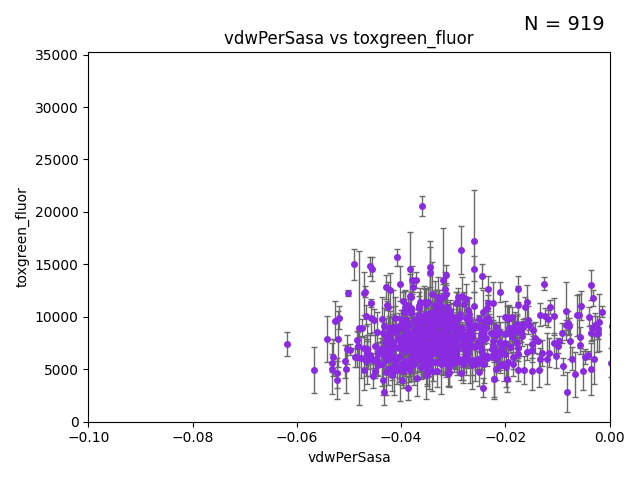 N = 919
vdwPerSasa vs toxgreen_fluor
35000
30000
25000
20000
15000
10000
5000
0
toxgreen_fluor
−0.10 −0.08 −0.06 −0.04 −0.02 0.00
vdwPerSasa